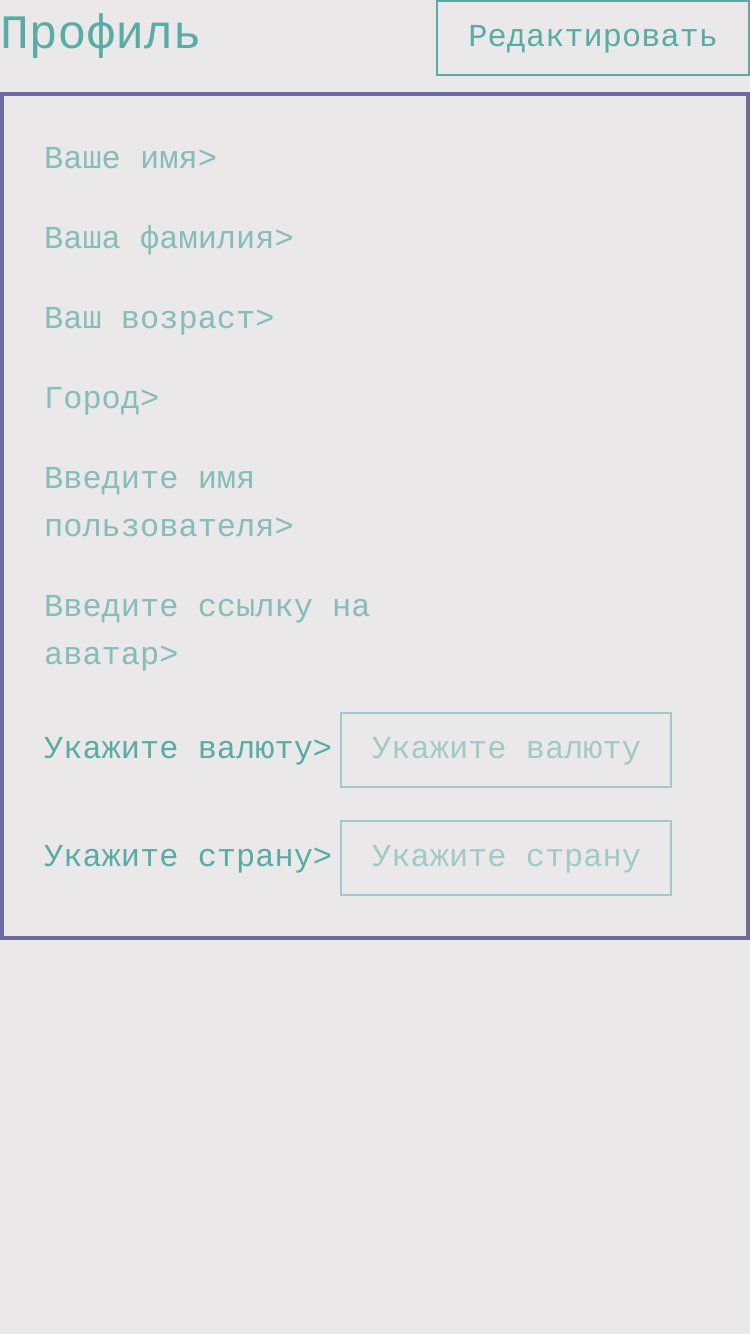 Профиль
Редактировать
Ваше имя>
Ваша фамилия>
Ваш возраст>
Город>
Введите имя
пользователя>
Введите ссылку на
аватар>
Укажите валюту> Укажите валюту
Укажите страну> Укажите страну